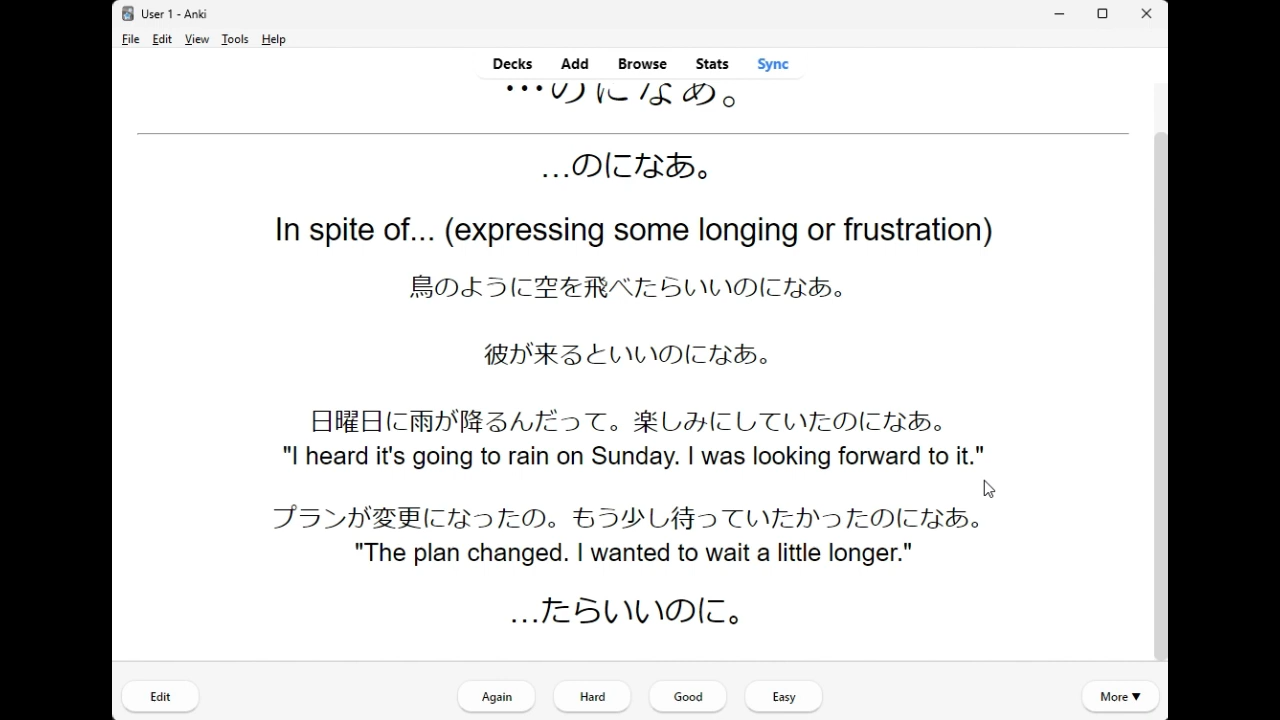 User 1 - Anki
File Edit View Tools Help
Decks Add Browse Stats Sync
…のになあ。
…のになあ。
In spite of... (expressing some longing or frustration)
鳥のように空を飛べたらいいのになあ。
彼が来るといいのになあ。
日曜日に雨が降るんだって。楽しみにしていたのになあ。
"I heard it's going to rain on Sunday. I was looking forward to it."
プランが変更になったの。もう少し待っていたかったのになあ。
"The plan changed. I wanted to wait a little longer."
…たらいいのに。
Edit Again Hard Good Easy More ▼